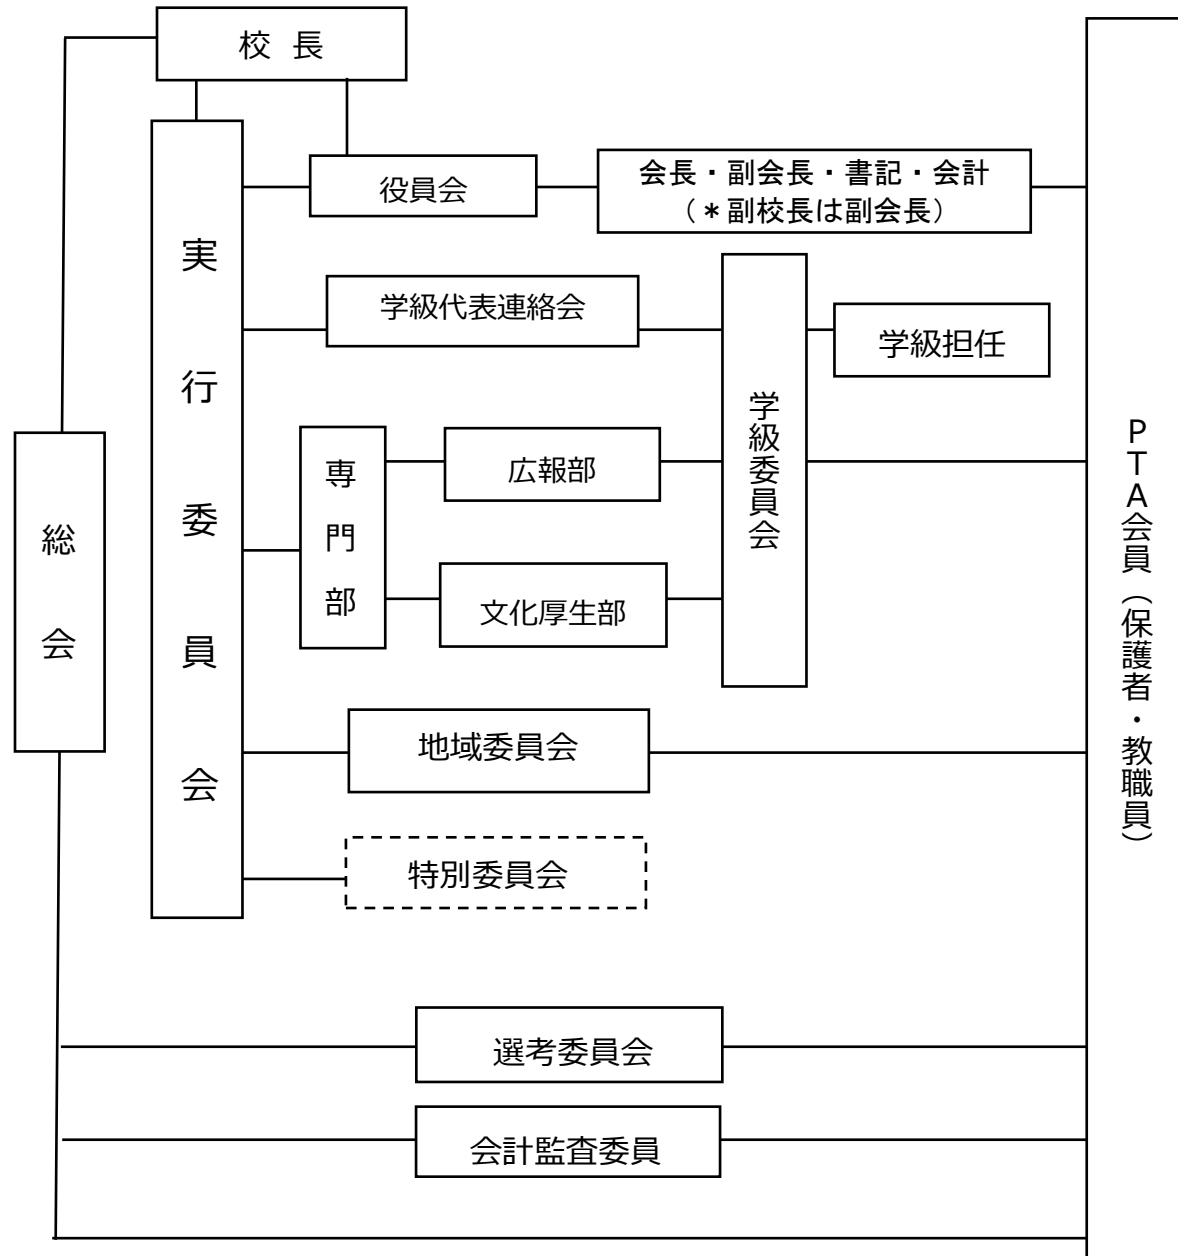 校 長
役員会
会長・副会長・書記・会計
（＊副校長は副会長）
実行委員会
学級代表連絡会
学級委員会
学級担任
専門部
広報部
文化厚生部
総会
地域委員会
特別委員会
選考委員会
会計監査委員
PTA会員（保護者・教職員）